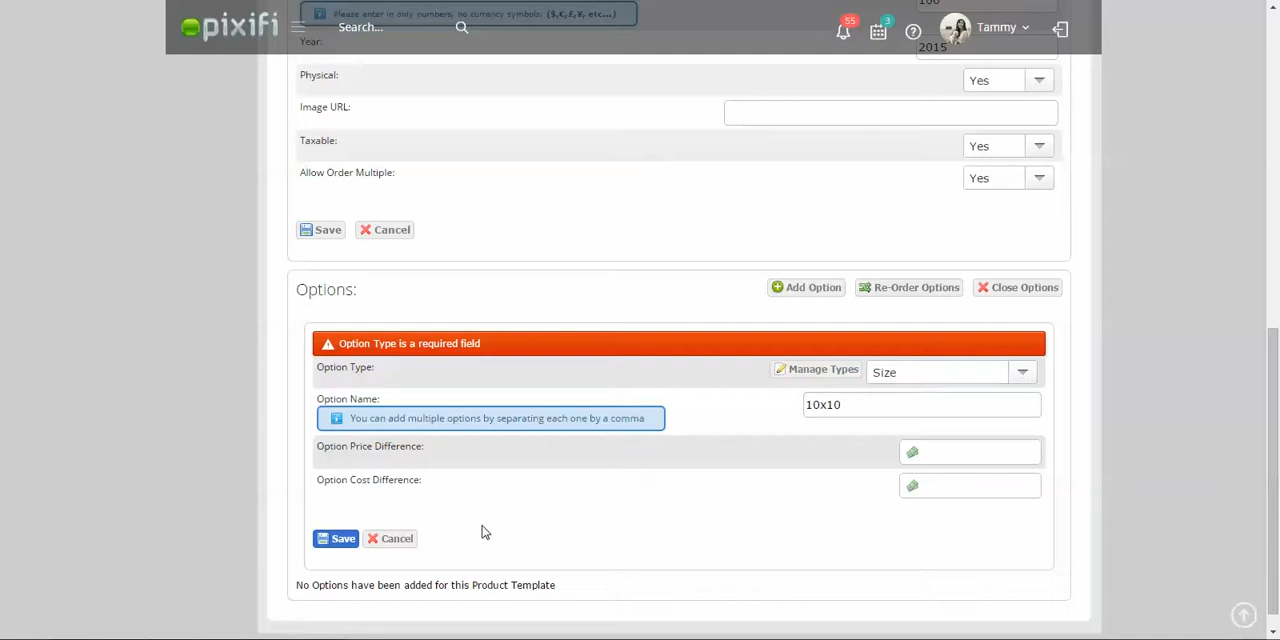 Please enter in only numbers, no currency symbols. ($,€,£,¥, etc...)
100
pixifi
Search...
55
3
Tammy
Year:
2015
Physical:
Yes
Image URL:
Taxable:
Yes
Allow Order Multiple:
Yes
Save
Cancel
Options:
Add Option
Re-Order Options
Close Options
Option Type is a required field
Option Type:
Manage Types
Size
Option Name:
10x10
You can add multiple options by separating each one by a comma
Option Price Difference:
Option Cost Difference:
Save
Cancel
No Options have been added for this Product Template